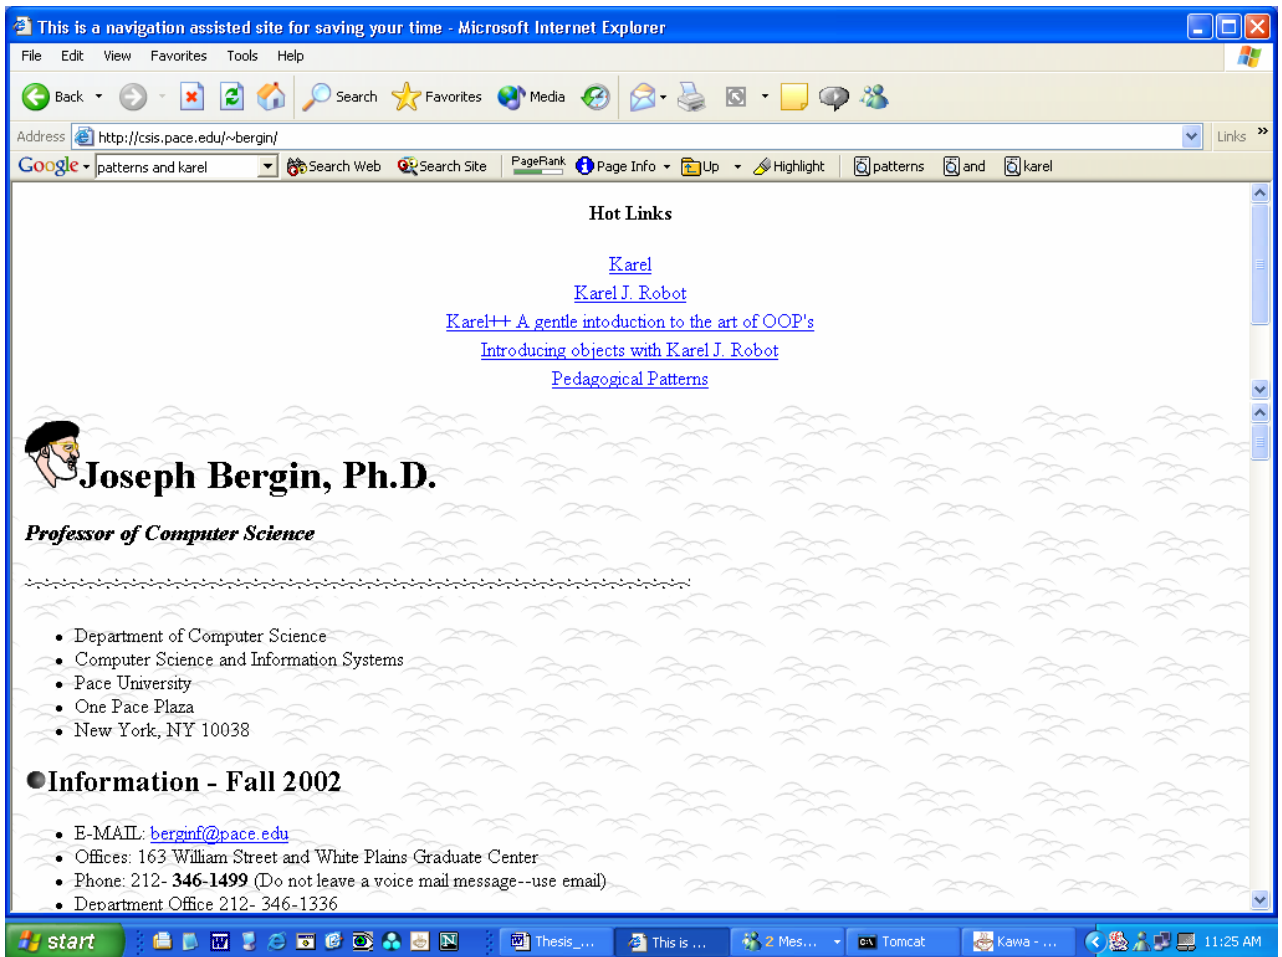 This is a navigation assisted site for saving your time - Microsoft Internet Explorer
File Edit View Favorites Tools Help
Back Search Favorites Media
Address http://csis.pace.edu/~bergin/ Links »
Google patterns and karel Search Web Search Site PageRank Page Info Up Highlight patterns and karel
Hot Links
Karel
Karel J. Robot
Karel++ A gentle intoduction to the art of OOP's
Introducing objects with Karel J. Robot
Pedagogical Patterns
Joseph Bergin, Ph.D.
Professor of Computer Science
Department of Computer Science
Computer Science and Information Systems
Pace University
One Pace Plaza
New York, NY 10038
Information - Fall 2002
E-MAIL: berginf@pace.edu
Offices: 163 William Street and White Plains Graduate Center
Phone: 212- 346-1499 (Do not leave a voice mail message--use email)
Department Office 212- 346-1336
start Thesis_... This is ... 2 Mes... Tomcat Kawa - ... 11:25 AM